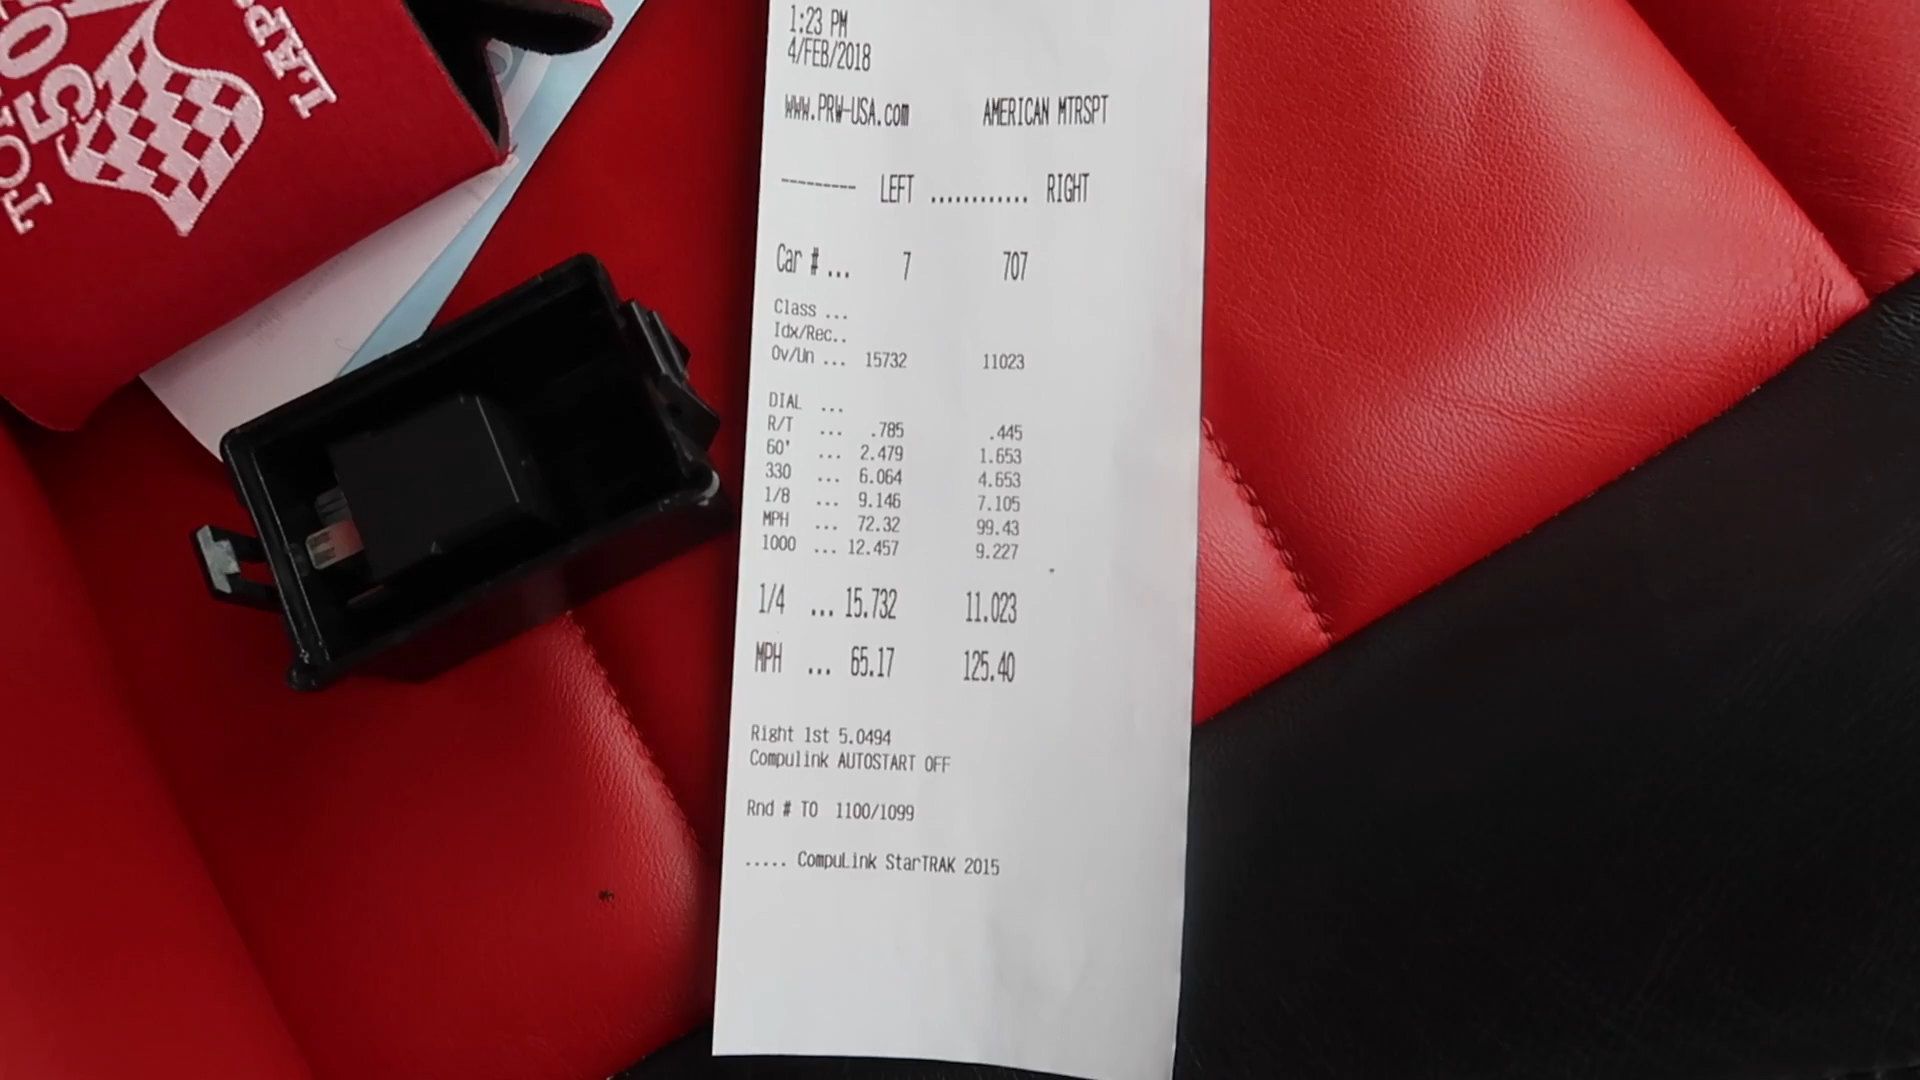 1:23 PM
4/FEB/2018
www.PRW-USA.com AMERICAN MTRSPT
--------- LEFT ............ RIGHT
Car # ... 7 707
Class ...
Idx/Rec..
Ov/Un ... 15732 11023
DIAL ...
R/T ... .785 .445
60' ... 2.479 1.653
330 ... 6.064 4.653
1/8 ... 9.146 7.105
MPH ... 72.32 99.43
1000 ... 12.457 9.227
1/4 ... 15.732 11.023
MPH ... 65.17 125.40
Right 1st 5.0494
Compulink AUTOSTART OFF
Rnd # TO 1100/1099
..... CompuLink StarTRAK 2015